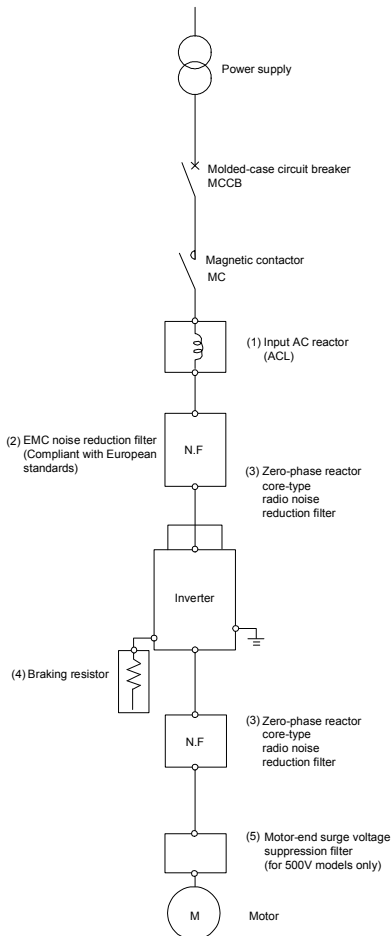 Power supply
Molded-case circuit breaker
MCCB
Magnetic contactor
MC
(1) Input AC reactor
(ACL)
(2) EMC noise reduction filter
(Compliant with European
standards)
N.F
(3) Zero-phase reactor
core-type
radio noise
reduction filter
Inverter
(4) Braking resistor
N.F
(3) Zero-phase reactor
core-type
radio noise
reduction filter
(5) Motor-end surge voltage
suppression filter
(for 500V models only)
M
Motor